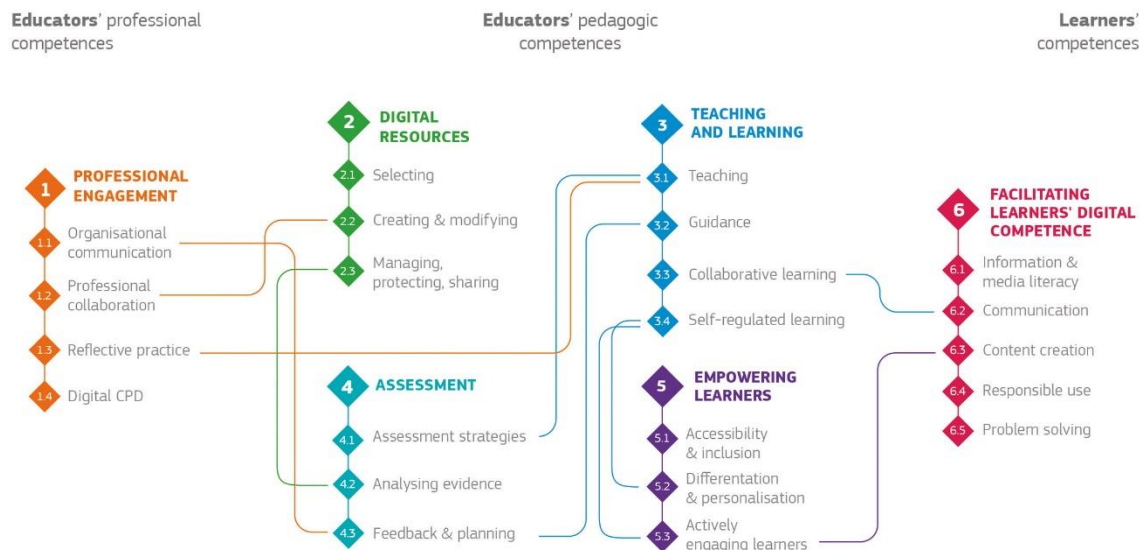 Educators' professional
competences
Educators' pedagogic
competences
Learners'
competences
1
PROFESSIONAL
ENGAGEMENT
1.1
Organisational
communication
1.2
Professional
collaboration
1.3
Reflective practice
1.4
Digital CPD
2
DIGITAL
RESOURCES
2.1
Selecting
2.2
Creating & modifying
2.3
Managing,
protecting, sharing
4
ASSESSMENT
4.1
Assessment strategies
4.2
Analysing evidence
4.3
Feedback & planning
3
TEACHING
AND LEARNING
3.1
Teaching
3.2
Guidance
3.3
Collaborative learning
3.4
Self-regulated learning
5
EMPOWERING
LEARNERS
5.1
Accessibility
& inclusion
5.2
Differentation
& personalisation
5.3
Actively
engaging learners
6
FACILITATING
LEARNERS' DIGITAL
COMPETENCE
6.1
Information &
media literacy
6.2
Communication
6.3
Content creation
6.4
Responsible use
6.5
Problem solving